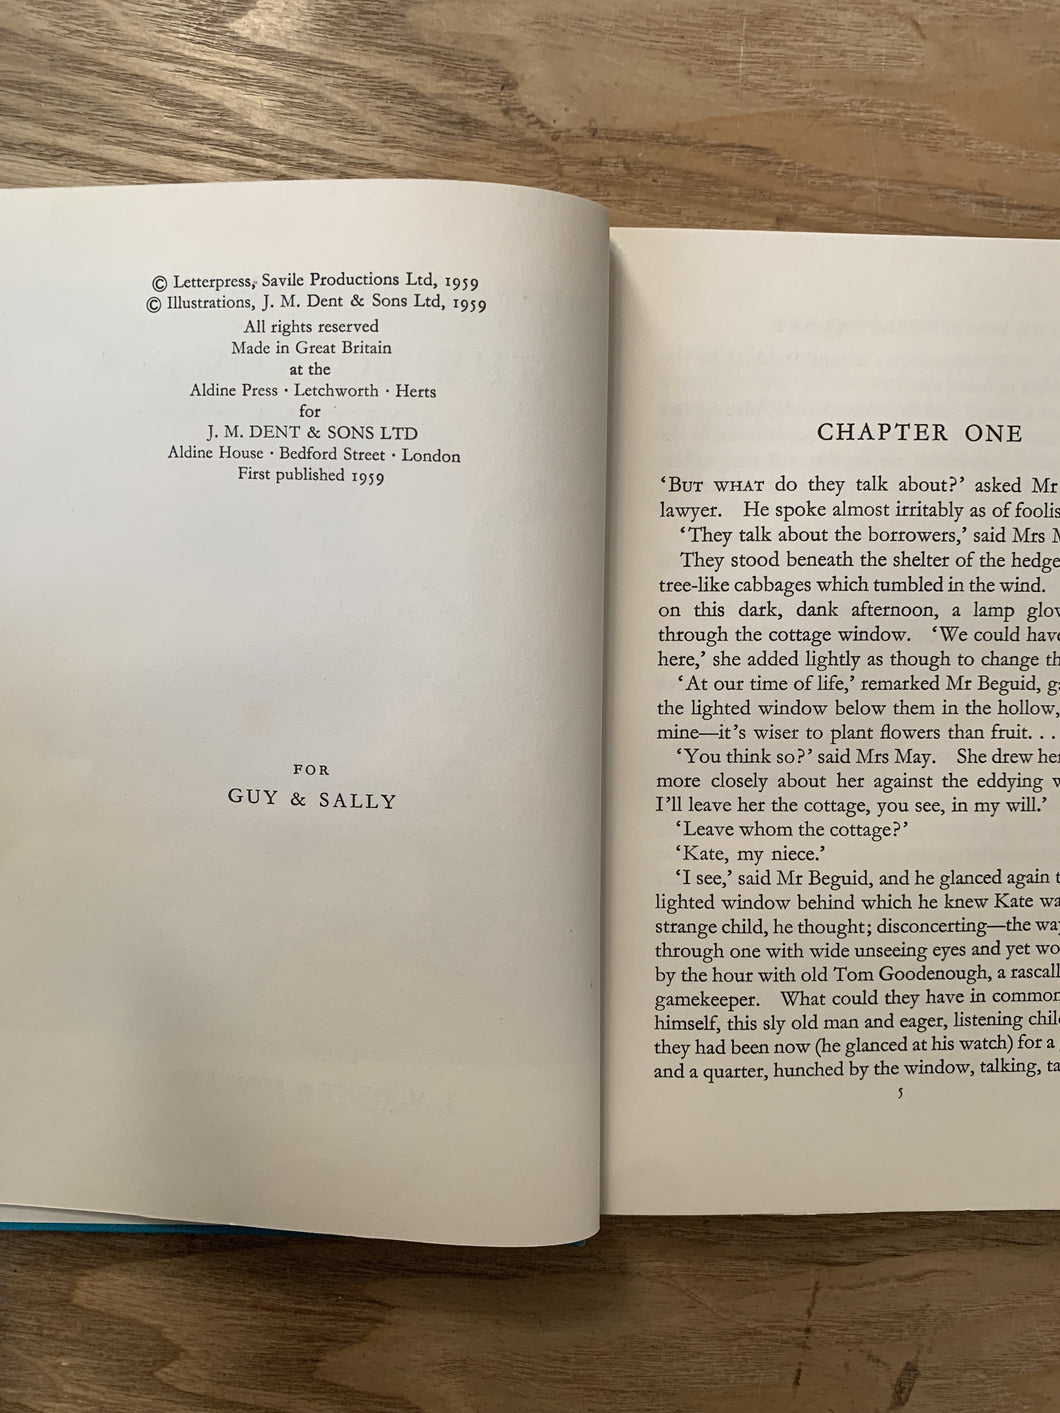 © Letterpress, Savile Productions Ltd, 1959
© Illustrations, J. M. Dent & Sons Ltd, 1959
All rights reserved
Made in Great Britain
at the
Aldine Press · Letchworth · Herts
for
J. M. DENT & SONS LTD
Aldine House · Bedford Street · London
First published 1959
FOR
GUY & SALLY
CHAPTER ONE
‘BUT WHAT do they talk about?’ asked Mr
lawyer. He spoke almost irritably as of
‘They talk about the borrowers,’ said Mrs
They stood beneath the shelter of the
tree-like cabbages which tumbled in the wind.
on this dark, dank afternoon, a lamp
through the cottage window. ‘We could
here,’ she added lightly as though to change
‘At our time of life,’ remarked Mr Beguid,
the lighted window below them in the hollow,
mine—it’s wiser to plant flowers than fruit. . .
‘You think so?’ said Mrs May. She drew
more closely about her against the eddying
I’ll leave her the cottage, you see, in my will.’
‘Leave whom the cottage?’
‘Kate, my niece.’
‘I see,’ said Mr Beguid, and he glanced again
lighted window behind which he knew Kate
strange child, he thought; disconcerting—the
through one with wide unseeing eyes and yet
by the hour with old Tom Goodenough, a
gamekeeper. What could they have in common
himself, this sly old man and eager, listening
they had been now (he glanced at his watch) for a
and a quarter, hunched by the window, talking,
5